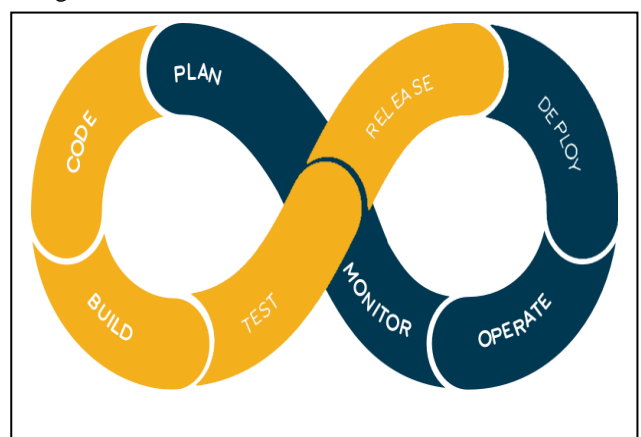 PLAN
CODE
BUILD
TEST
RELEASE
DEPLOY
OPERATE
MONITOR